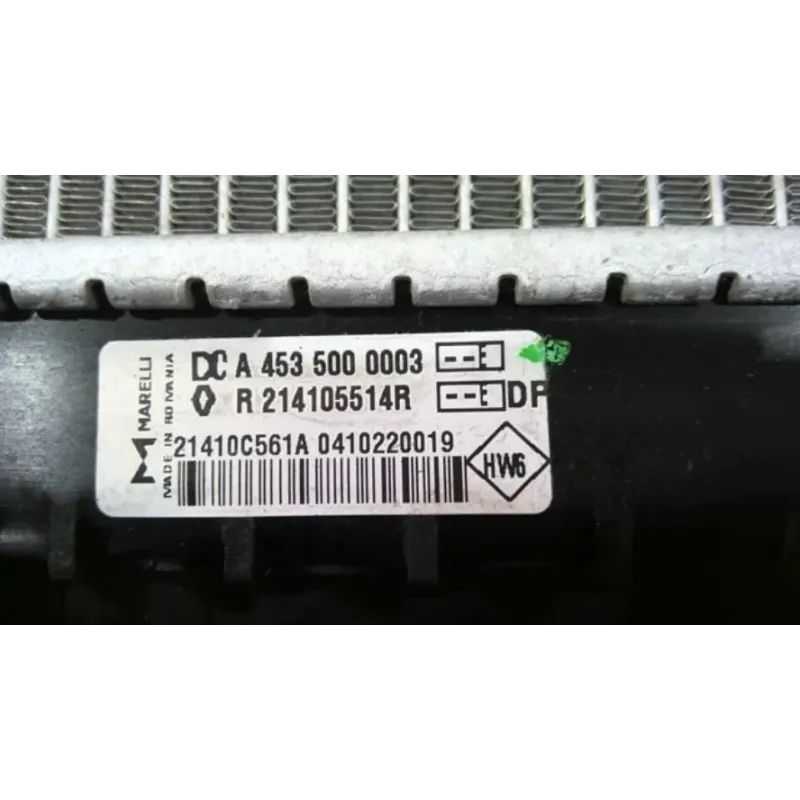 MARELLI
MADE IN ROMANIA
DC A 453 500 0003 --E
R 214105514R --E DP
21410C561A 0410220019
HW6